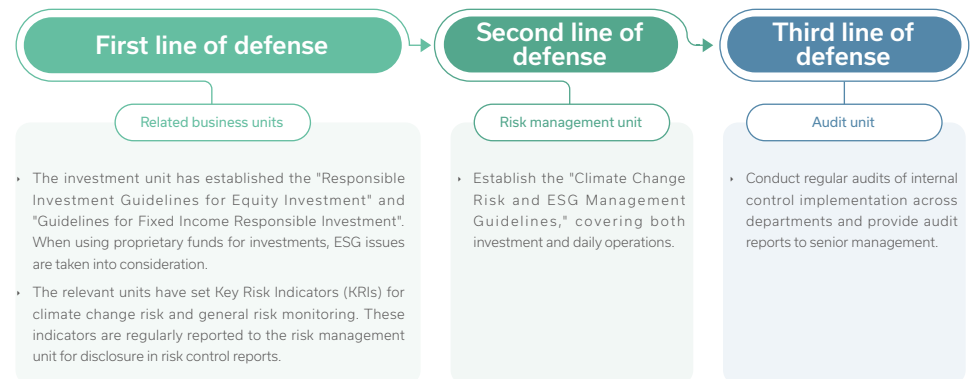 First line of defense
Related business units
The investment unit has established the "Responsible
Investment Guidelines for Equity Investment" and
"Guidelines for Fixed Income Responsible Investment".
When using proprietary funds for investments, ESG issues
are taken into consideration.
The relevant units have set Key Risk Indicators (KRIs) for
climate change risk and general risk monitoring. These
indicators are regularly reported to the risk management
unit for disclosure in risk control reports.
Second line of
defense
Risk management unit
Establish the "Climate Change
Risk and ESG Management
Guidelines," covering both
investment and daily operations.
Third line of
defense
Audit unit
Conduct regular audits of internal
control implementation across
departments and provide audit
reports to senior management.